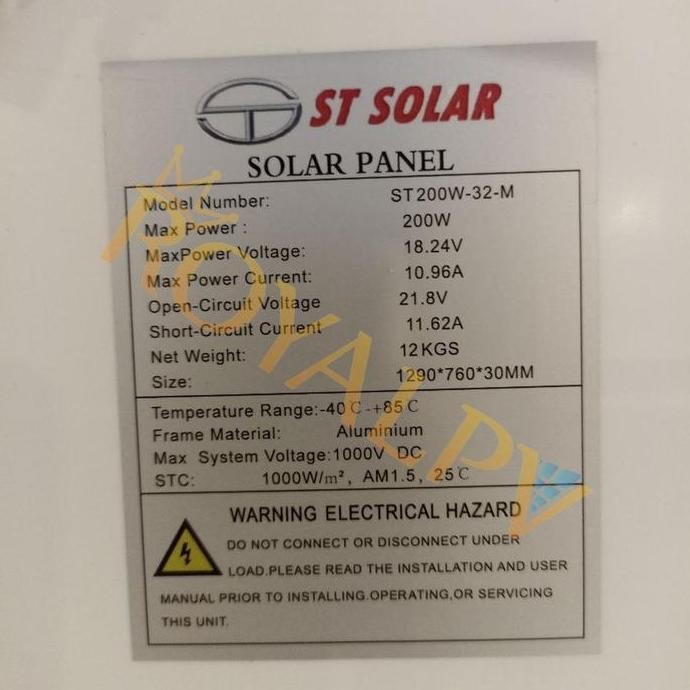 ST SOLAR
SOLAR PANEL
Model Number: ST200W-32-M
Max Power : 200W
MaxPower Voltage: 18.24V
Max Power Current: 10.96A
Open-Circuit Voltage 21.8V
Short-Circuit Current 11.62A
Net Weight: 12KGS
Size: 1290*760*30MM
Temperature Range:-40℃-+85℃
Frame Material: Aluminium
Max System Voltage:1000V DC
STC: 1000W/m², AM1.5, 25℃
WARNING ELECTRICAL HAZARD
DO NOT CONNECT OR DISCONNECT UNDER
LOAD.PLEASE READ THE INSTALLATION AND USER
MANUAL PRIOR TO INSTALLING.OPERATING,OR SERVICING
THIS UNIT.
ROYALPV